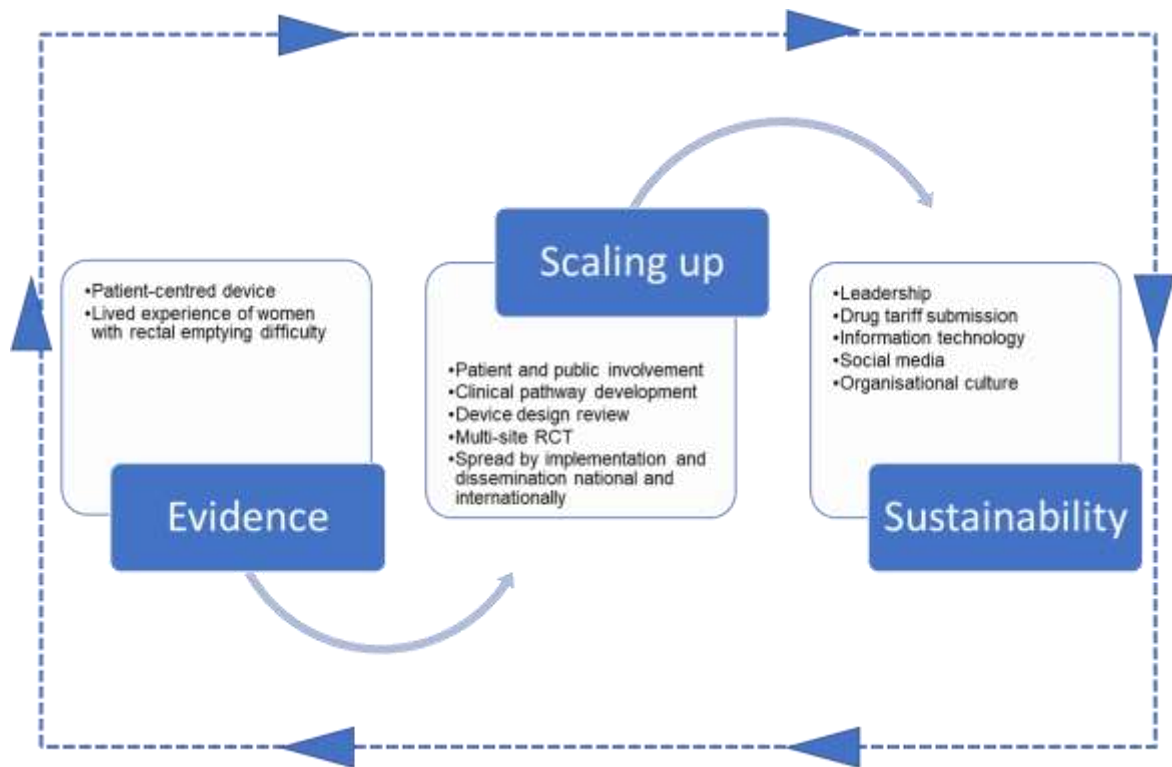 •Patient-centred device
•Lived experience of women
with rectal emptying difficulty
Evidence
Scaling up
•Patient and public involvement
•Clinical pathway development
•Device design review
•Multi-site RCT
•Spread by implementation and
dissemination national and
internationally
•Leadership
•Drug tariff submission
•Information technology
•Social media
•Organisational culture
Sustainability